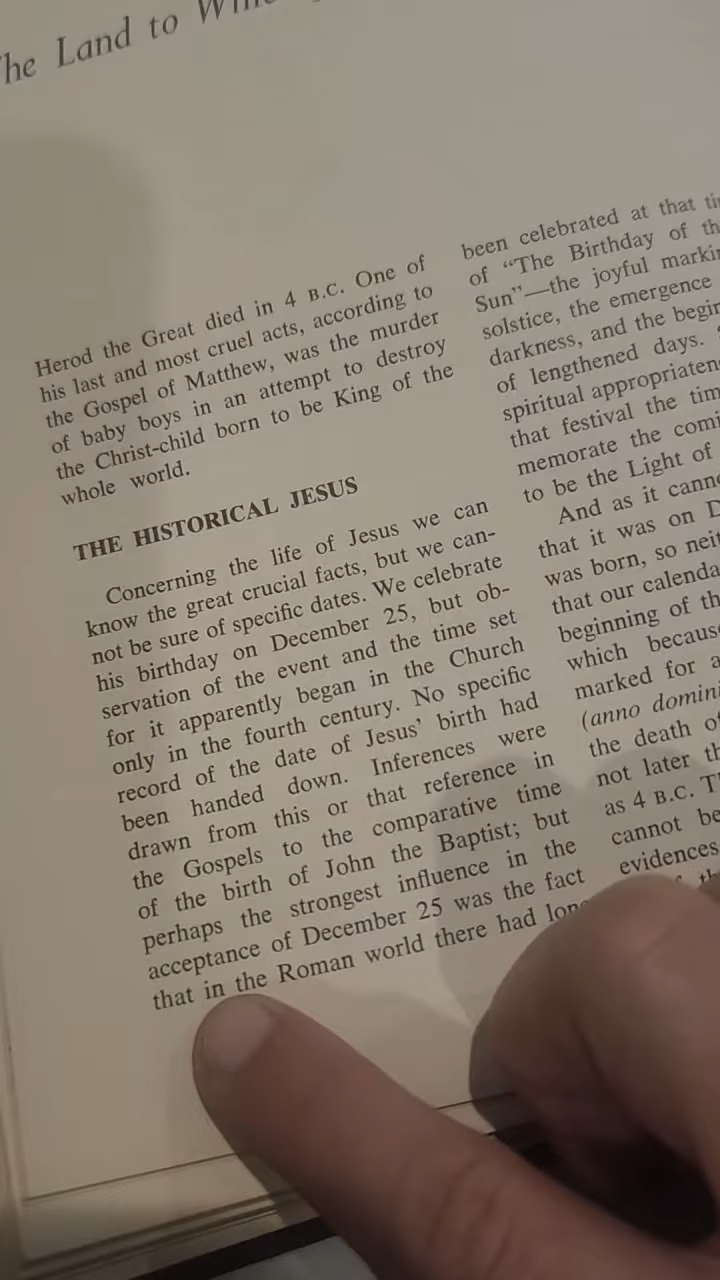 The Land to
Herod the Great died in 4 B.C. One of
his last and most cruel acts, according to
the Gospel of Matthew, was the murder
of baby boys in an attempt to destroy
the Christ-child born to be King of the
whole world.
THE HISTORICAL JESUS
Concerning the life of Jesus we can
know the great crucial facts, but we can-
not be sure of specific dates. We celebrate
his birthday on December 25, but ob-
servation of the event and the time set
for it apparently began in the Church
only in the fourth century. No specific
record of the date of Jesus' birth had
been handed down. Inferences were
drawn from this or that reference in
the Gospels to the comparative time
of the birth of John the Baptist; but
perhaps the strongest influence in the
acceptance of December 25 was the fact
that in the Roman world there had long
been celebrated at that
of "The Birthday of
Sun"—the joyful
solstice, the emergence
darkness, and the
of lengthened days.
spiritual
that festival the
memorate the
to be the Light of
And as it
that it was on
was born, so
that our
beginning of
which
marked for a
(anno
the death of
not later
as 4 B.C.
cannot be
evidences